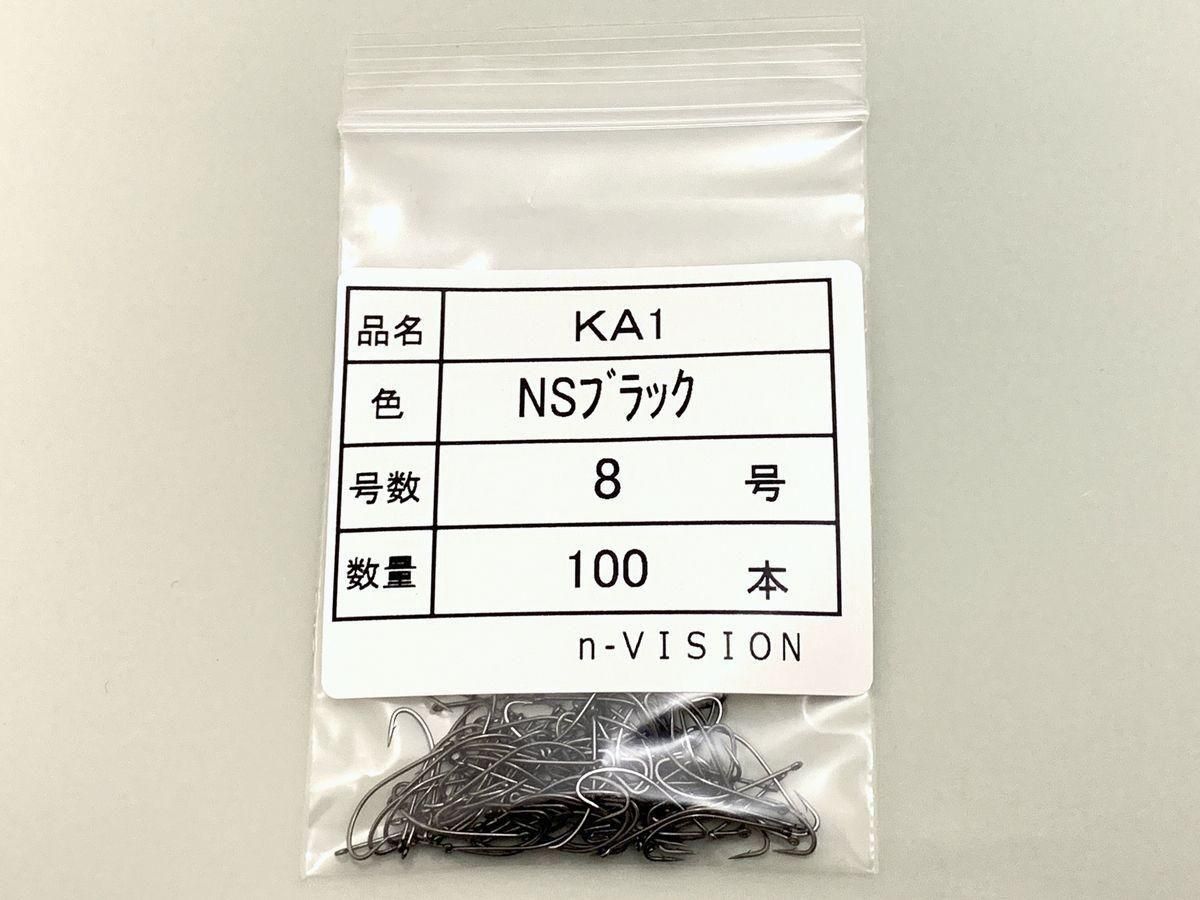 品名 KA1
色 NSﾌﾞﾗｯｸ
号数 8 号
数量 100 本
n-VISION